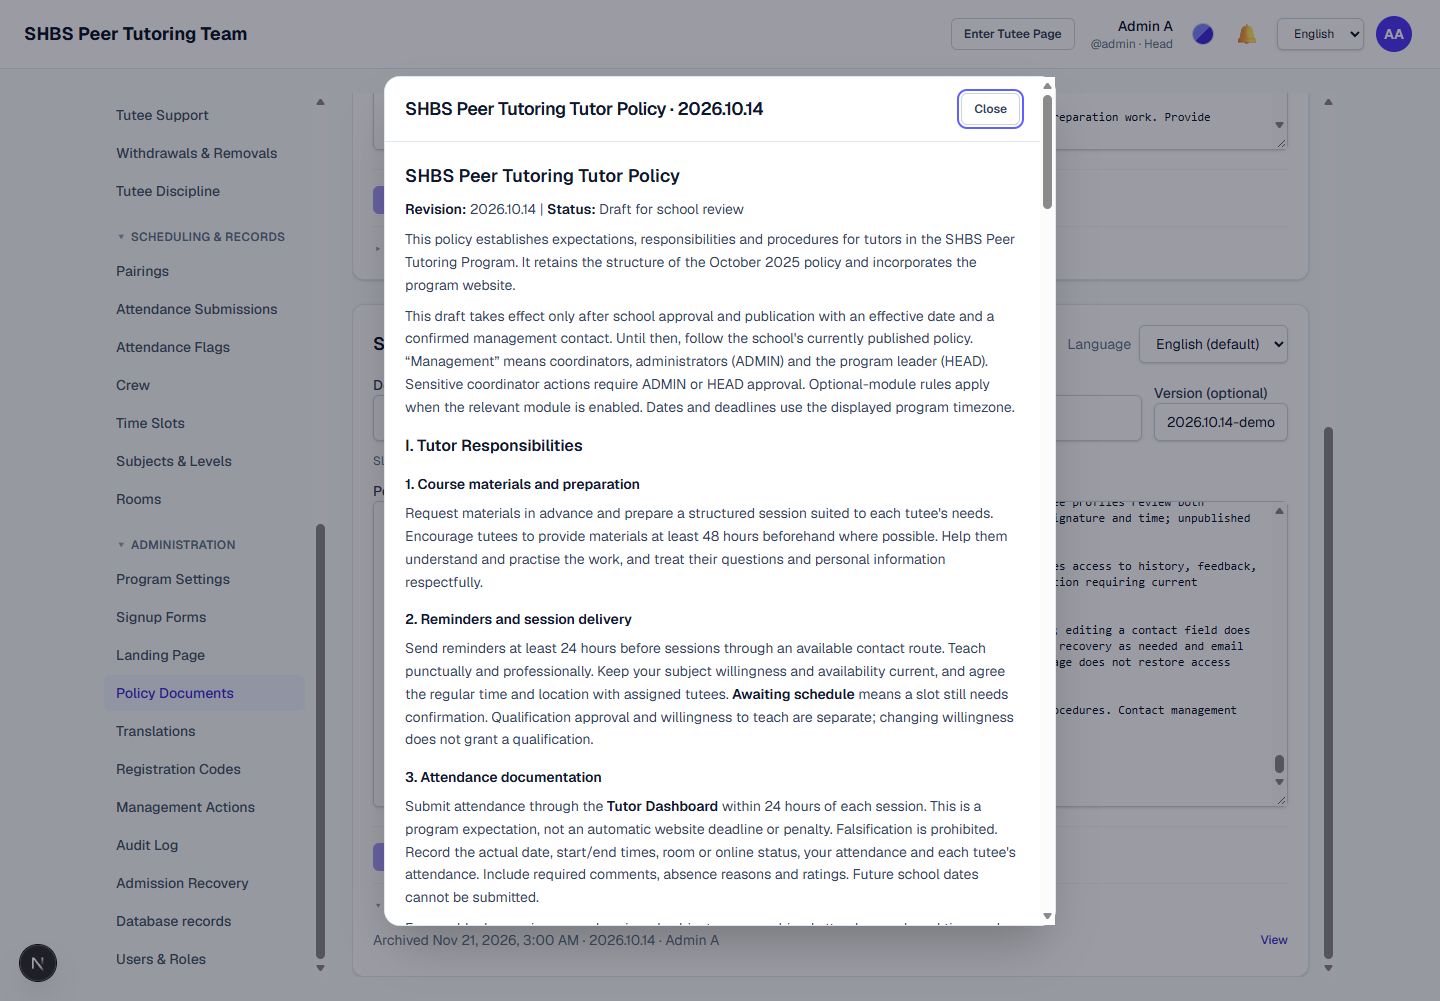 SHBS Peer Tutoring Team
Enter Tutee Page
Admin A
@admin · Head
English
AA
Tutee Support
Withdrawals & Removals
Tutee Discipline
SCHEDULING & RECORDS
Pairings
Attendance Submissions
Attendance Flags
Crew
Time Slots
Subjects & Levels
Rooms
ADMINISTRATION
Program Settings
Signup Forms
Landing Page
Policy Documents
Translations
Registration Codes
Management Actions
Audit Log
Admission Recovery
Database records
Users & Roles
N
SHBS Peer Tutoring Tutor Policy · 2026.10.14
Close
SHBS Peer Tutoring Tutor Policy
Revision: 2026.10.14 | Status: Draft for school review
This policy establishes expectations, responsibilities and procedures for tutors in the SHBS Peer
Tutoring Program. It retains the structure of the October 2025 policy and incorporates the
program website.
This draft takes effect only after school approval and publication with an effective date and a
confirmed management contact. Until then, follow the school's currently published policy.
“Management” means coordinators, administrators (ADMIN) and the program leader (HEAD).
Sensitive coordinator actions require ADMIN or HEAD approval. Optional-module rules apply
when the relevant module is enabled. Dates and deadlines use the displayed program timezone.
I. Tutor Responsibilities
1. Course materials and preparation
Request materials in advance and prepare a structured session suited to each tutee's needs.
Encourage tutees to provide materials at least 48 hours beforehand where possible. Help them
understand and practise the work, and treat their questions and personal information
respectfully.
2. Reminders and session delivery
Send reminders at least 24 hours before sessions through an available contact route. Teach
punctually and professionally. Keep your subject willingness and availability current, and agree
the regular time and location with assigned tutees. Awaiting schedule means a slot still needs
confirmation. Qualification approval and willingness to teach are separate; changing willingness
does not grant a qualification.
3. Attendance documentation
Submit attendance through the Tutor Dashboard within 24 hours of each session. This is a
program expectation, not an automatic website deadline or penalty. Falsification is prohibited.
Record the actual date, start/end times, room or online status, your attendance and each tutee's
attendance. Include required comments, absence reasons and ratings. Future school dates
cannot be submitted.
reparation work. Provide
Language
English (default)
Version (optional)
2026.10.14-demo
ee profiles review both
ignature and time; unpublished
es access to history, feedback,
tion requiring current
editing a contact field does
recovery as needed and email
age does not restore access
ocedures. Contact management
Archived Nov 21, 2026, 3:00 AM · 2026.10.14 · Admin A
View